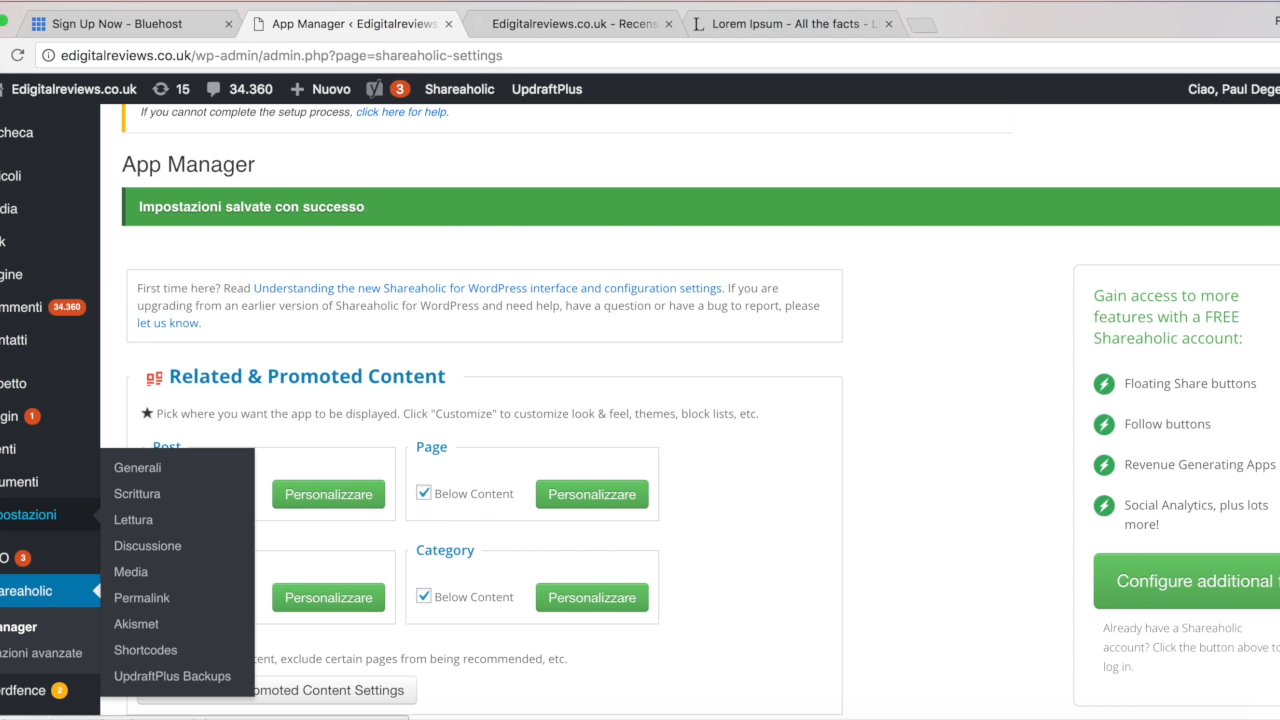 Sign Up Now - Bluehost
App Manager ‹ Edigitalreviews
Edigitalreviews.co.uk - Recens
Lorem Ipsum - All the facts - L
edigitalreviews.co.uk/wp-admin/admin.php?page=shareaholic-settings
Edigitalreviews.co.uk 15 34.360 Nuovo 3 Shareaholic UpdraftPlus Ciao, Paul Dege
checa
icoli
dia
k
gine
mmenti 34.360
ntatti
petto
gin 1
enti
umenti
postazioni
O 3
areaholic
anager
azioni avanzate
rdfence 2
Generali
Scrittura
Lettura
Discussione
Media
Permalink
Akismet
Shortcodes
UpdraftPlus Backups
If you cannot complete the setup process, click here for help.
App Manager
Impostazioni salvate con successo
First time here? Read Understanding the new Shareaholic for WordPress interface and configuration settings. If you are
upgrading from an earlier version of Shareaholic for WordPress and need help, have a question or have a bug to report, please
let us know.
Related & Promoted Content
★ Pick where you want the app to be displayed. Click "Customize" to customize look & feel, themes, block lists, etc.
Post
Personalizzare
Page
Below Content Personalizzare
Personalizzare
Category
Below Content Personalizzare
tent, exclude certain pages from being recommended, etc.
omoted Content Settings
Gain access to more
features with a FREE
Shareaholic account:
Floating Share buttons
Follow buttons
Revenue Generating Apps
Social Analytics, plus lots
more!
Configure additional f
Already have a Shareaholic
account? Click the button above to
log in.